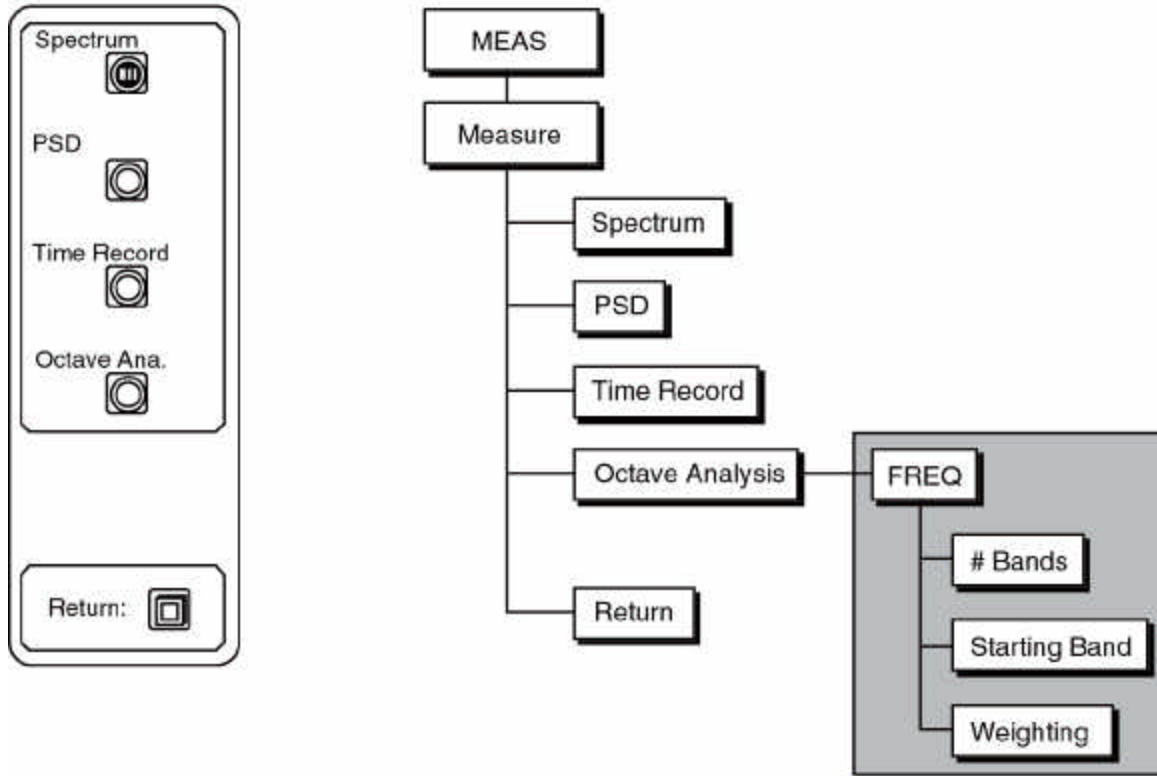 Spectrum
PSD
Time Record
Octave Ana.
Return:
MEAS
Measure
Spectrum
PSD
Time Record
Octave Analysis
Return
FREQ
# Bands
Starting Band
Weighting